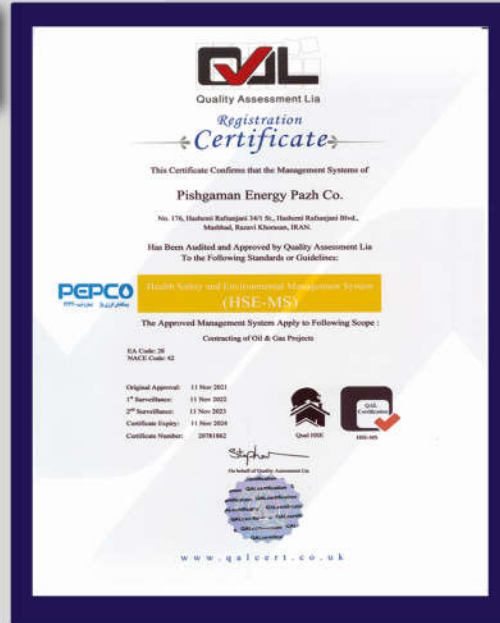 QAL
Quality Assessment Lia
Registration
Certificate
This Certificate Confirms that the Management Systems of
Pishgaman Energy Pazh Co.
No. 176, Hashemi Rafsanjani 34/1 St., Hashemi Rafsanjani Blvd.,
Mashhad, Razavi Khorasan, IRAN.
Has Been Audited and Approved by Quality Assessment Lia
To the Following Standards or Guidelines:
PEPCO
Health Safety and Environmental Management System
(HSE-MS)
The Approved Management System Apply to Following Scope :
Contracting of Oil & Gas Projects
EA Code: 28
NACE Code: 42
Original Approval: 11 Nov 2021
1st Surveillance: 11 Nov 2022
2nd Surveillance: 11 Nov 2023
Certificate Expiry: 11 Nov 2024
Certificate Number: 20781862
Qual HSE
QAL
Certification
HSE-MS
On behalf of Quality Assessment Lia
QALcertification
www.qalcert.co.uk